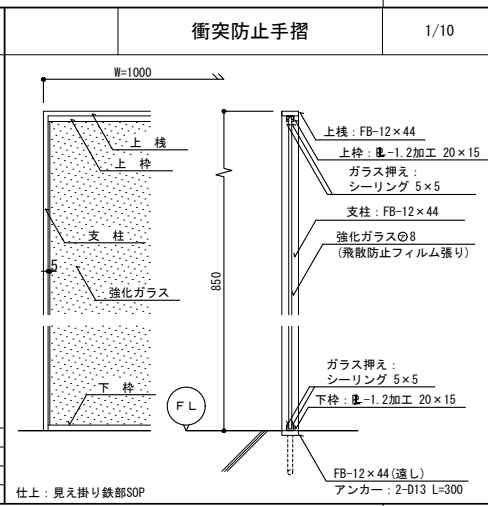 衝突防止手摺
1/10
W=1000
上 桟
上 枠
支 柱
5
強化ガラス
下 枠
850
FL
上桟：FB-12×44
上枠：PL-1.2加工 20×15
ガラス押え：
シーリング 5×5
支柱：FB-12×44
強化ガラス⑦8
(飛散防止フィルム張り)
ガラス押え：
シーリング 5×5
下枠：PL-1.2加工 20×15
FB-12×44(遠し)
アンカー：2-D13 L=300
仕上：見え掛り鉄部SOP